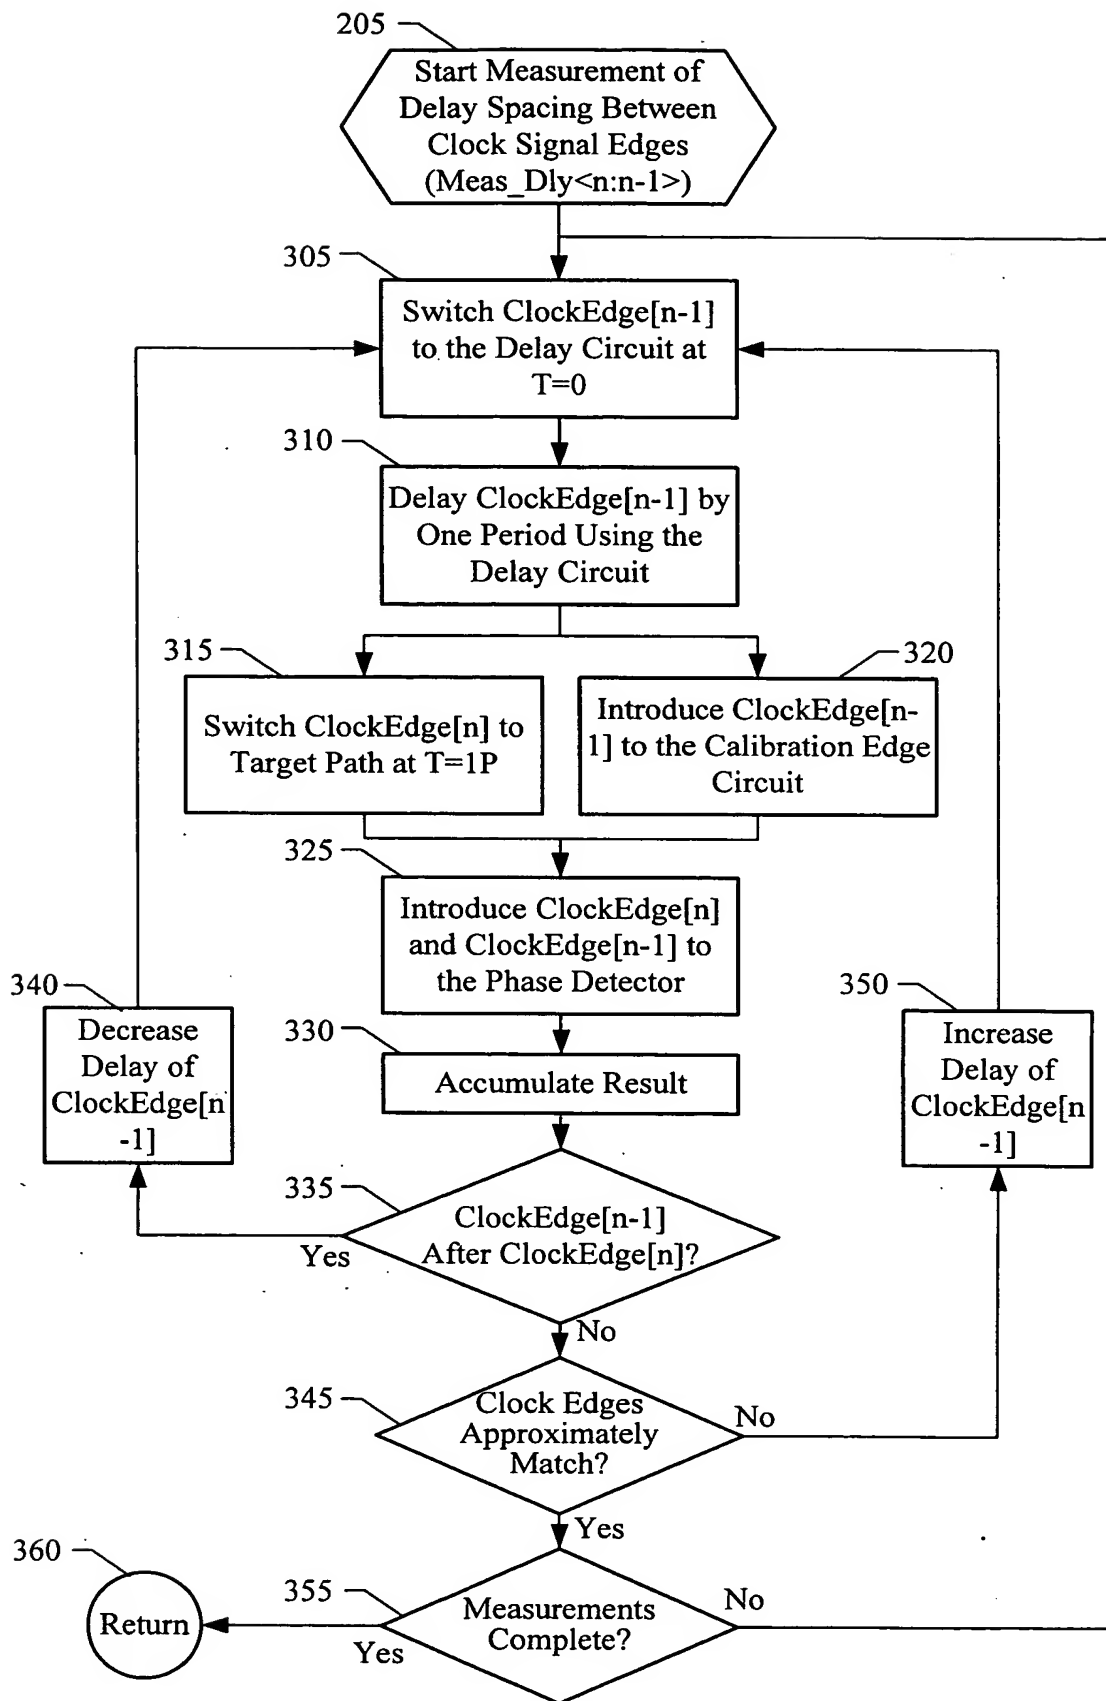 205
Start Measurement of
Delay Spacing Between
Clock Signal Edges
(Meas_Dly<n:n-1>)
305
Switch ClockEdge[n-1]
to the Delay Circuit at
T=0
310
Delay ClockEdge[n-1] by
One Period Using the
Delay Circuit
315
Switch ClockEdge[n] to
Target Path at T=1P
320
Introduce ClockEdge[n-
1] to the Calibration Edge
Circuit
325
Introduce ClockEdge[n]
and ClockEdge[n-1] to
the Phase Detector
340
Decrease
Delay of
ClockEdge[n
-1]
330
Accumulate Result
350
Increase
Delay of
ClockEdge[n
-1]
335
ClockEdge[n-1]
After ClockEdge[n]?
Yes
No
345
Clock Edges
Approximately
Match?
No
Yes
360
Return
355
Measurements
Complete?
No
Yes